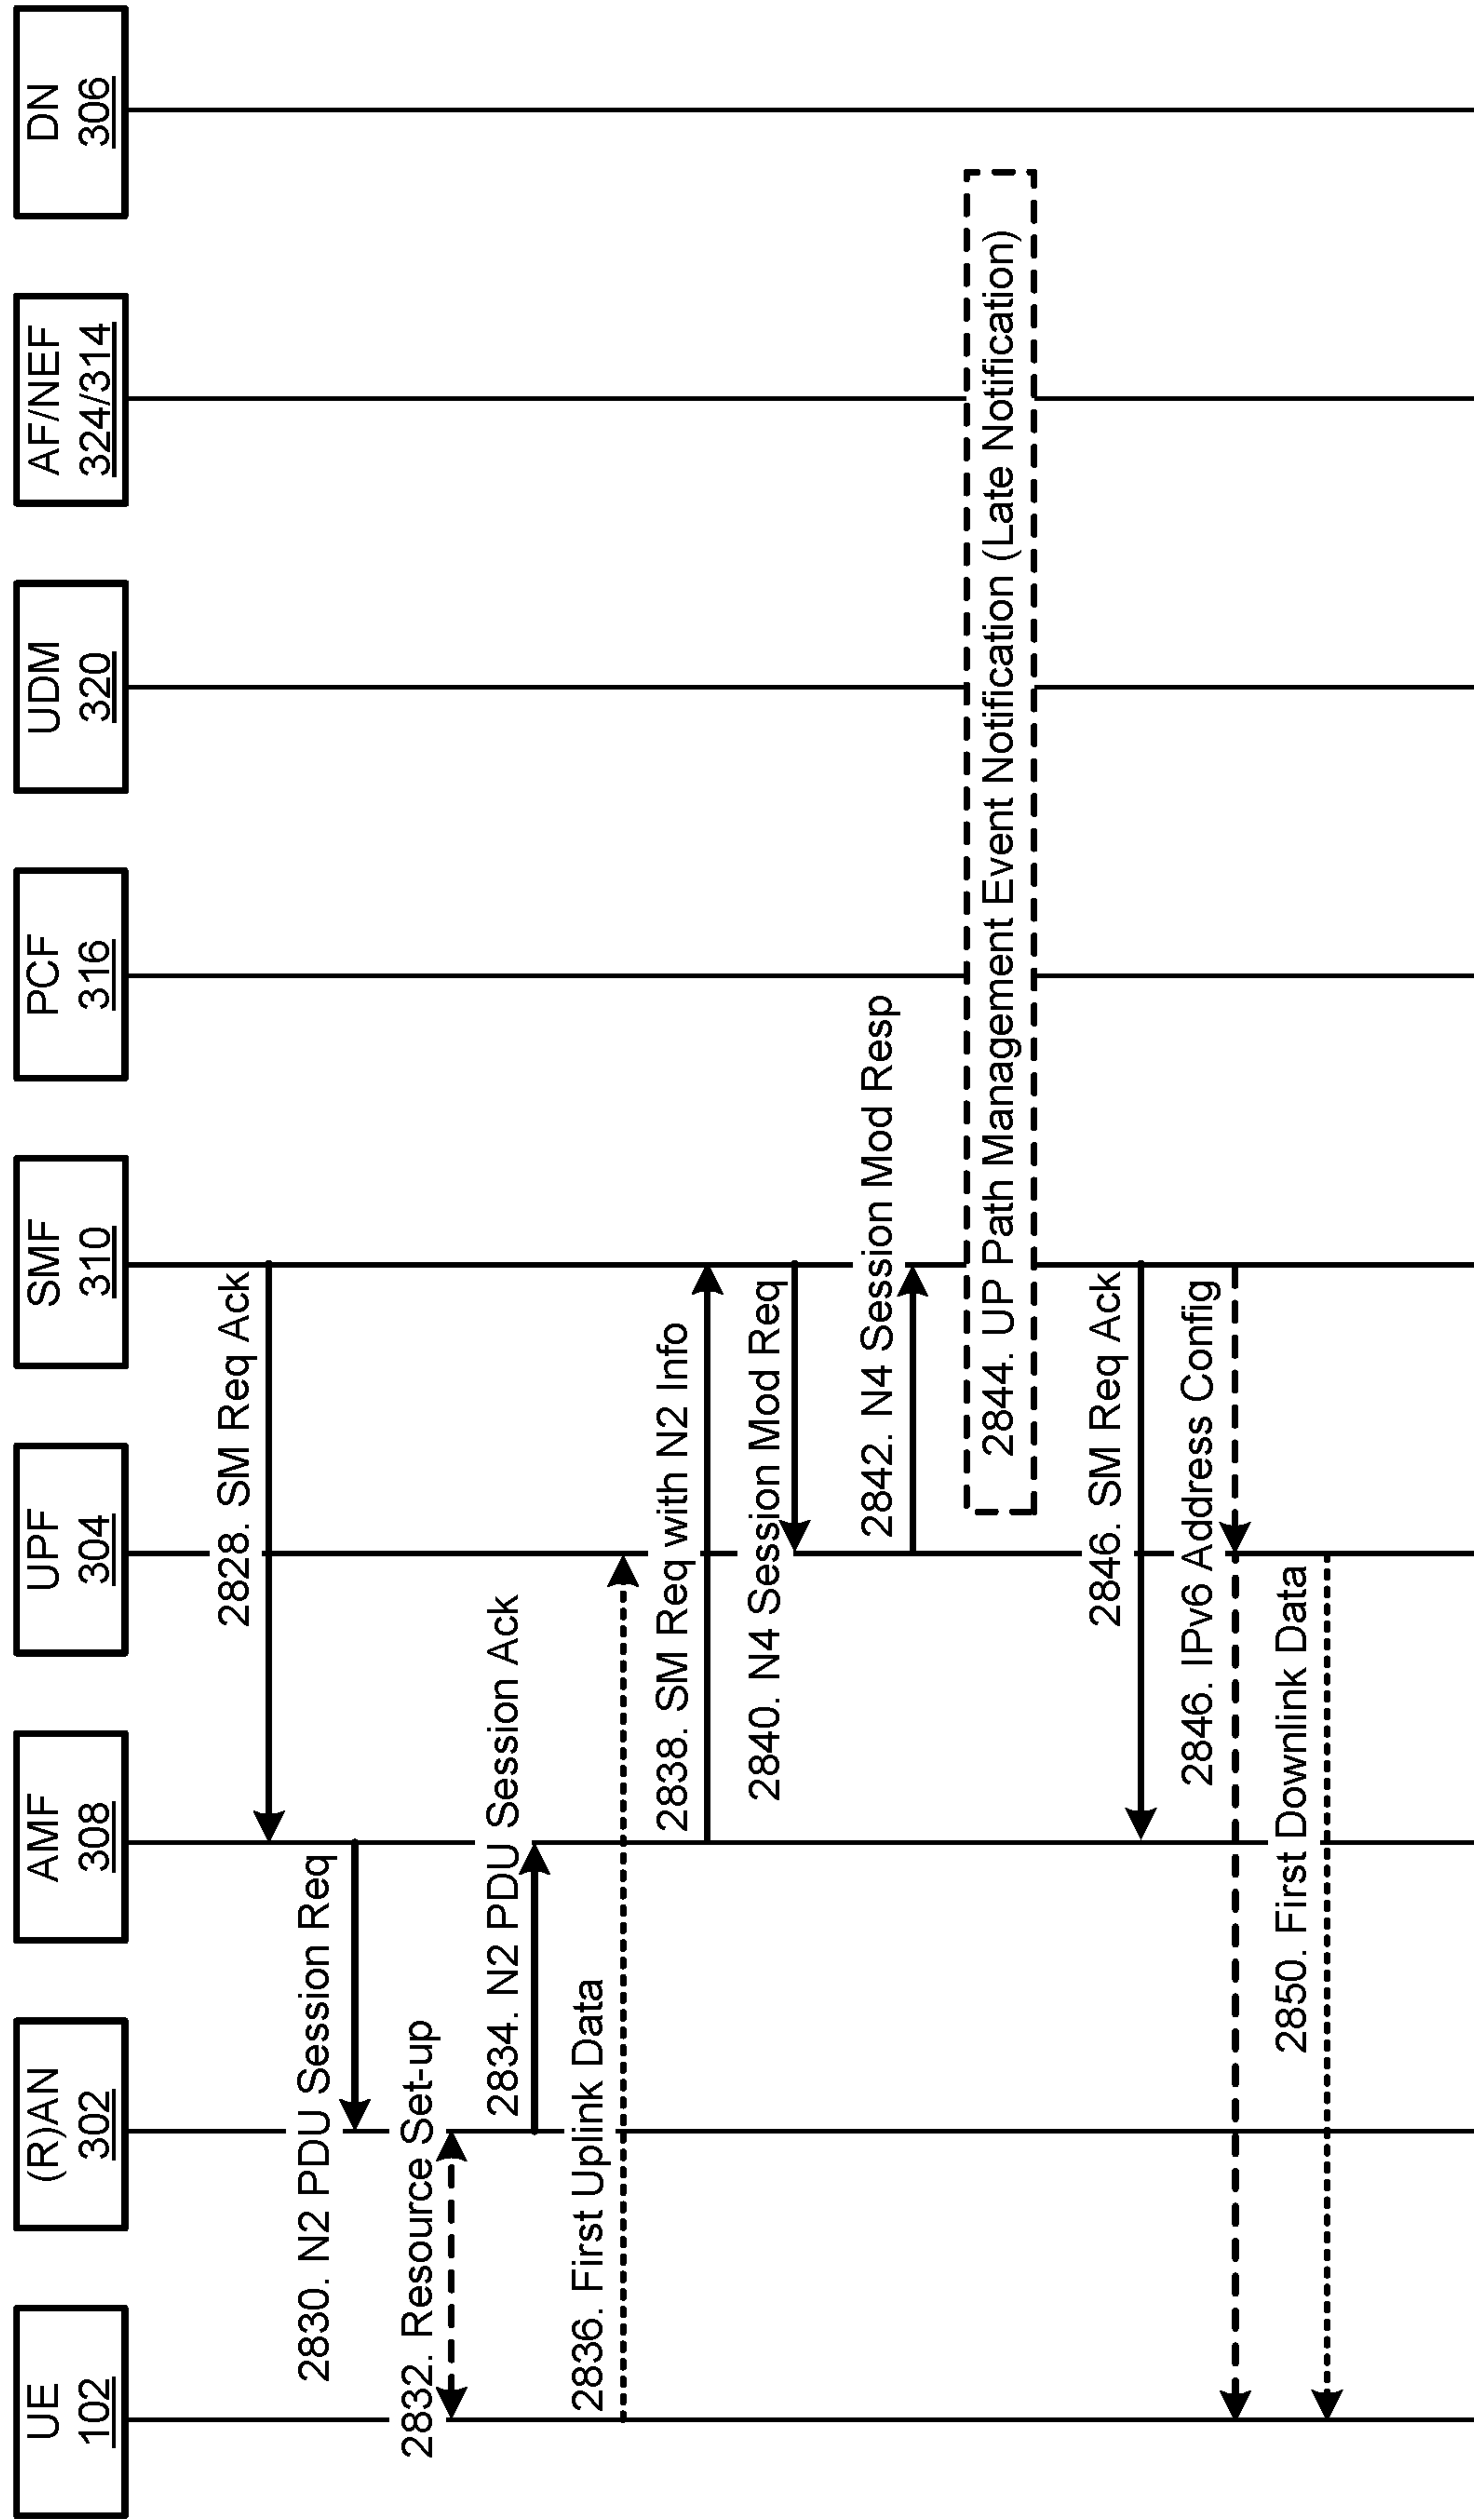 UE
102
(R)AN
302
AMF
308
UPF
304
SMF
310
PCF
316
UDM
320
AF/NEF
324/314
DN
306
2828. SM Req Ack
2830. N2 PDU Session Req
2832. Resource Set-up
2834. N2 PDU Session Ack
2836. First Uplink Data
2838. SM Req with N2 Info
2840. N4 Session Mod Req
2842. N4 Session Mod Resp
2844. UP Path Management Event Notification (Late Notification)
2846. SM Req Ack
2846. IPv6 Address Config
2850. First Downlink Data